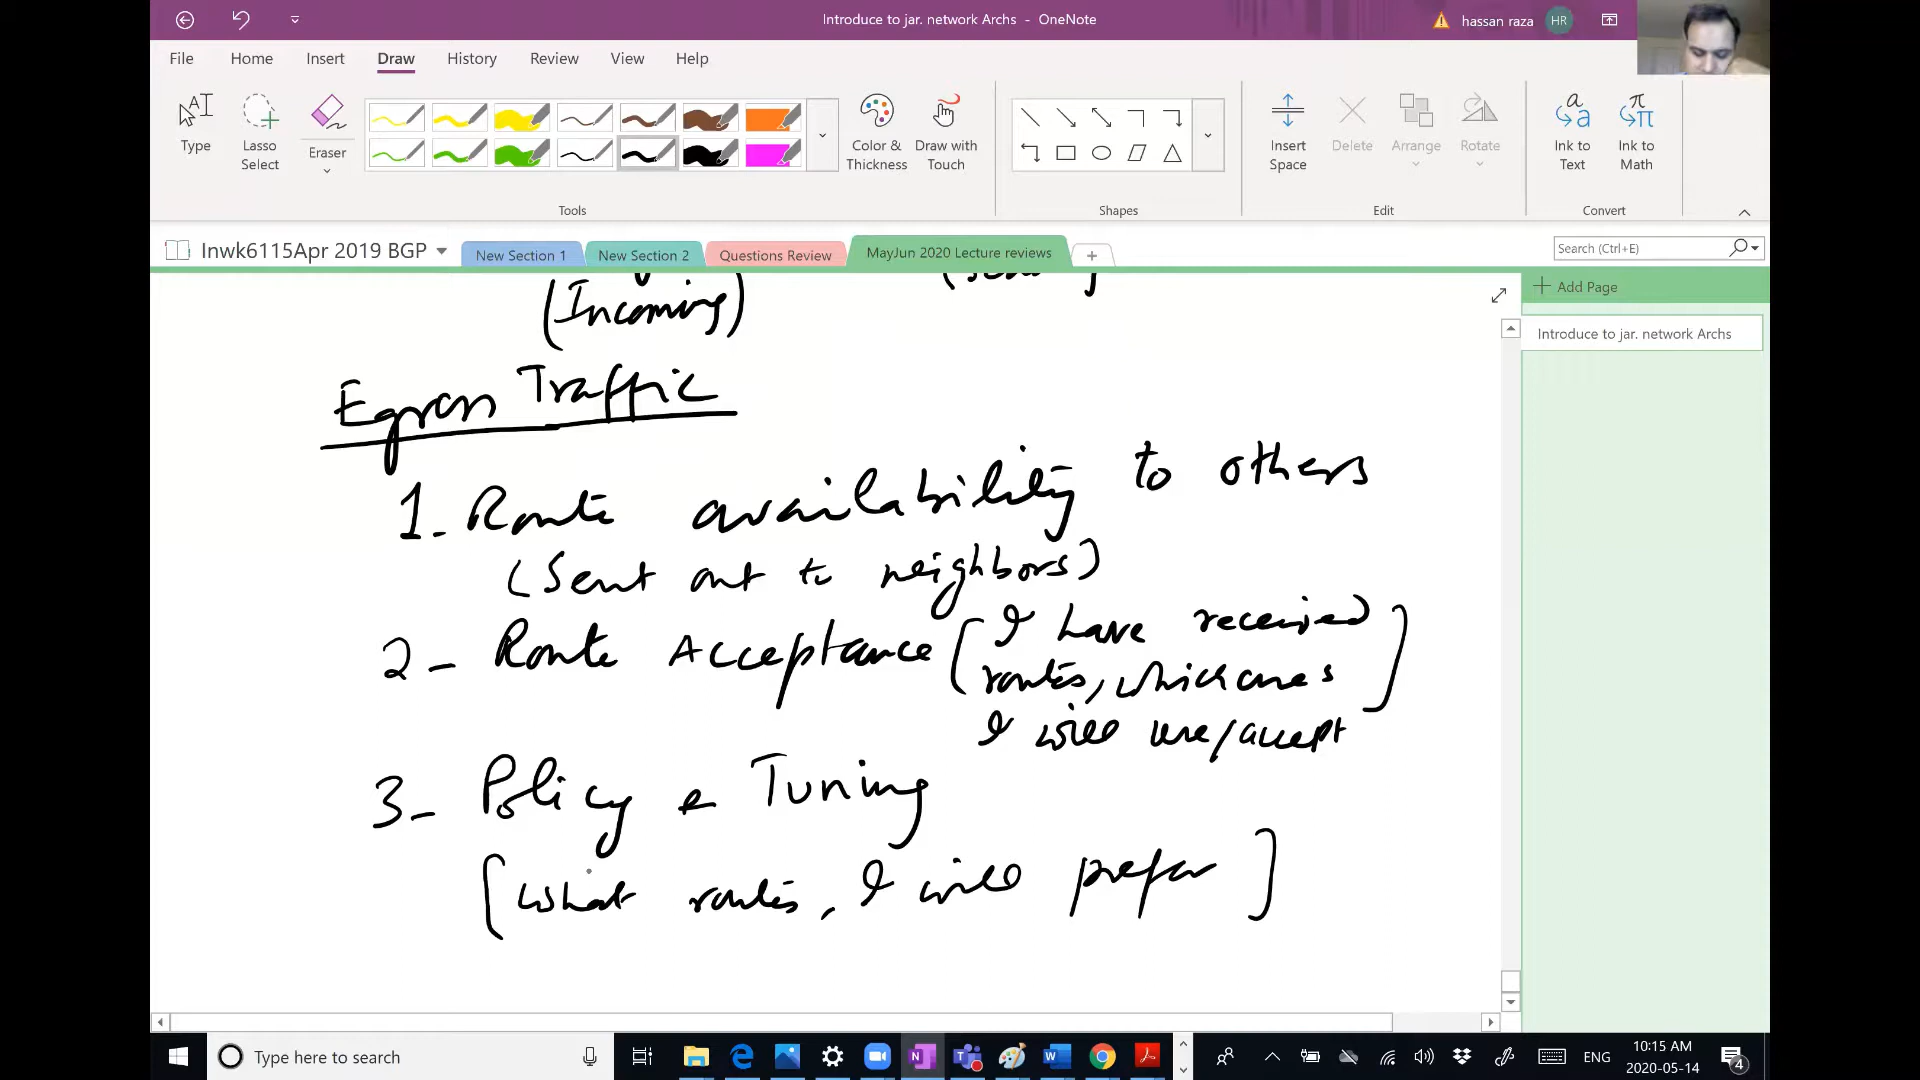 Introduce to jar. network Archs - OneNote
hassan raza HR
File Home Insert Draw History Review View Help
Type
Lasso Select
Eraser
Color & Thickness
Draw with Touch
Insert Space
Delete
Arrange
Rotate
Ink to Text
Ink to Math
Tools Shapes Edit Convert
Inwk6115Apr 2019 BGP New Section 1 New Section 2 Questions Review MayJun 2020 Lecture reviews +
Search (Ctrl+E)
Add Page
Introduce to jar. network Archs
(Incoming)
Egress Traffic
1- Route availability to others
(Sent out to neighbors)
2- Route Acceptance [I have received
routes, which ones
I will use/accept]
3- Policy & Tuning
[What routes, I will prefer]
Type here to search
ENG
10:15 AM
2020-05-14
4